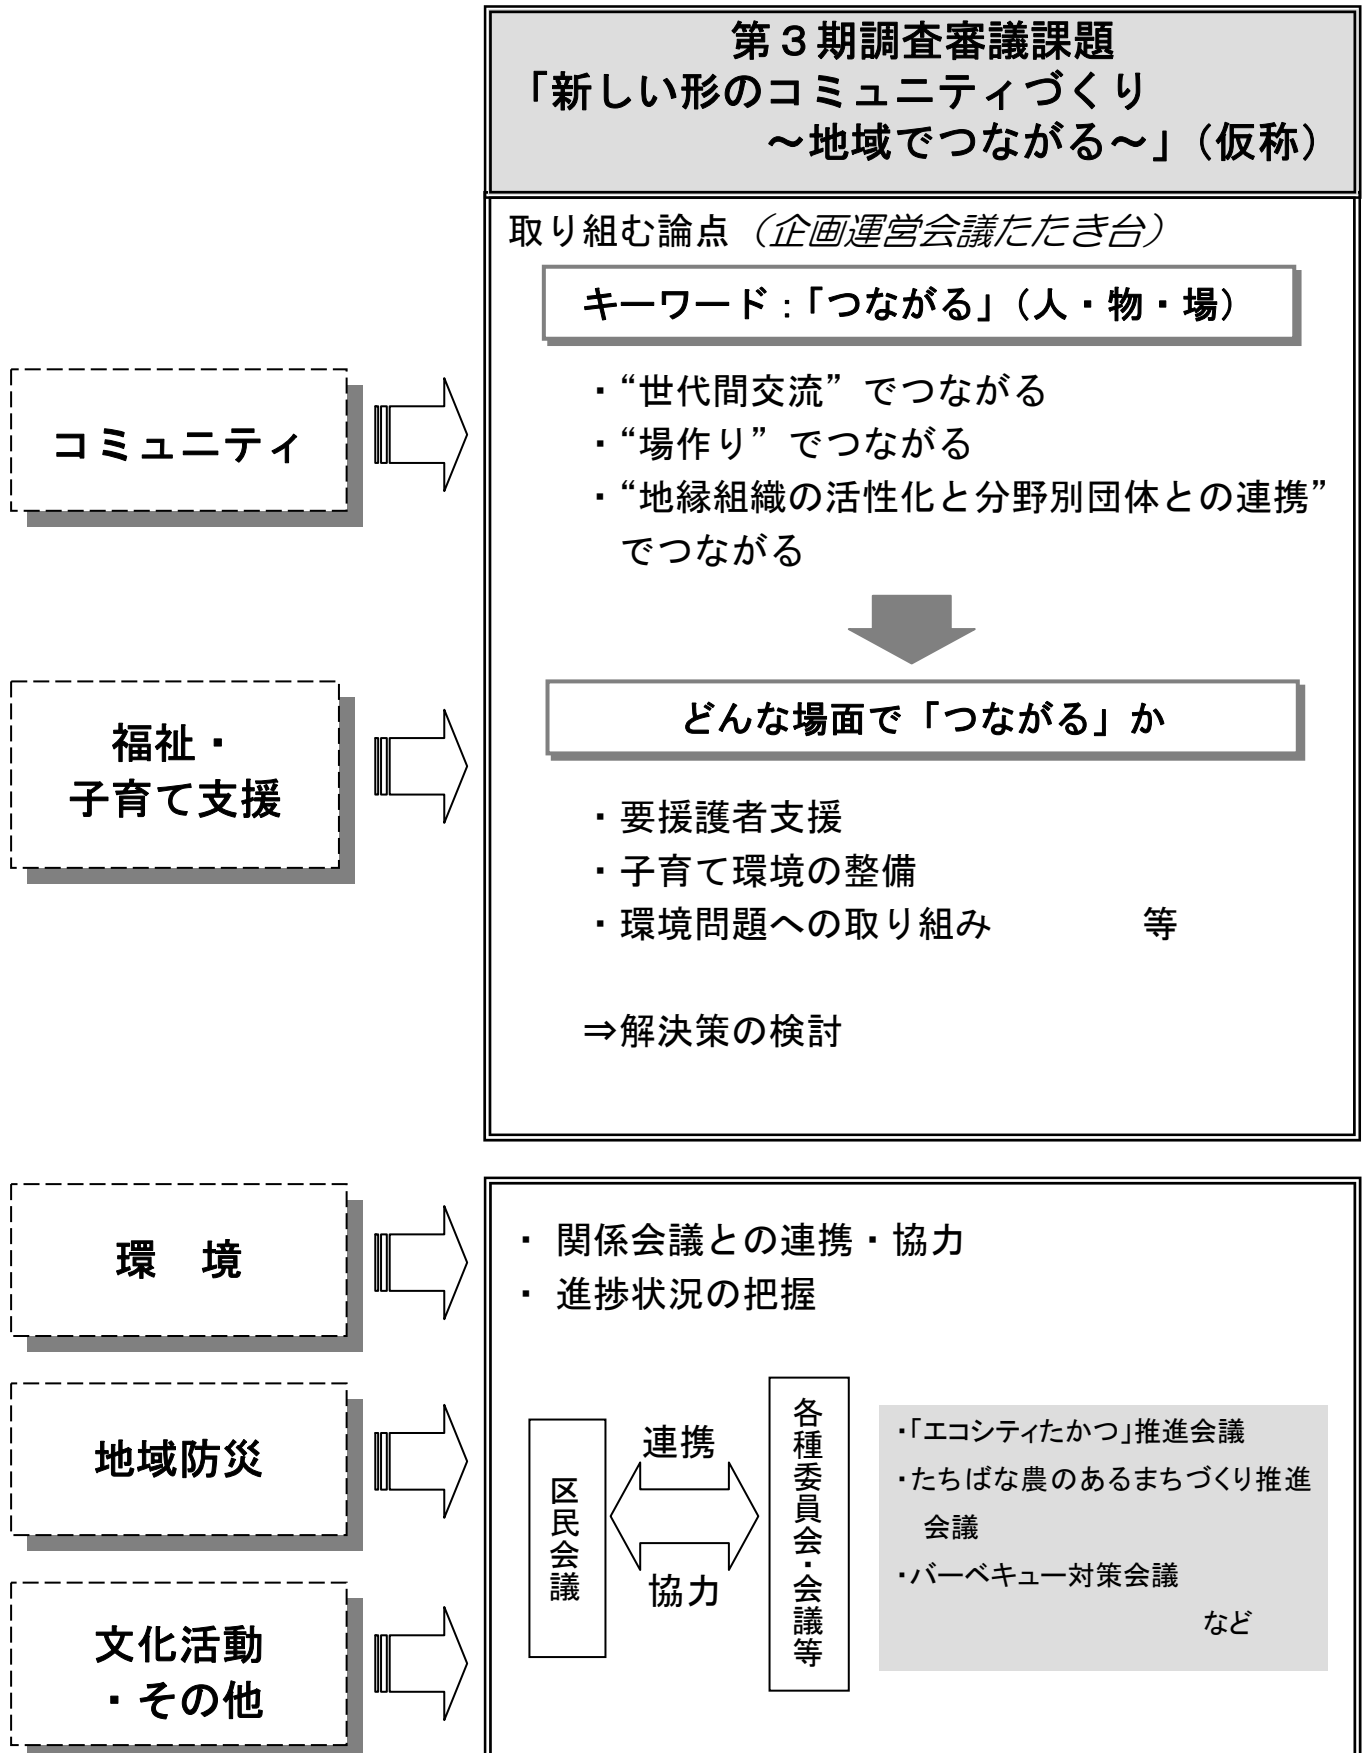 第３期調査審議課題
「新しい形のコミュニティづくり
～地域でつながる～」（仮称）
取り組む論点（企画運営会議たたき台）
キーワード：「つながる」（人・物・場）
・“世代間交流”でつながる
・“場作り”でつながる
・“地縁組織の活性化と分野別団体との連携”
でつながる
どんな場面で「つながる」か
・要援護者支援
・子育て環境の整備
・環境問題への取り組み　　　　等
⇒解決策の検討
コミュニティ
福祉・
子育て支援
環　境
地域防災
文化活動
・その他
・ 関係会議との連携・協力
・ 進捗状況の把握
区民会議
連携
協力
各種委員会・会議等
・「エコシティたかつ」推進会議
・たちばな農のあるまちづくり推進
会議
・バーベキュー対策会議
など